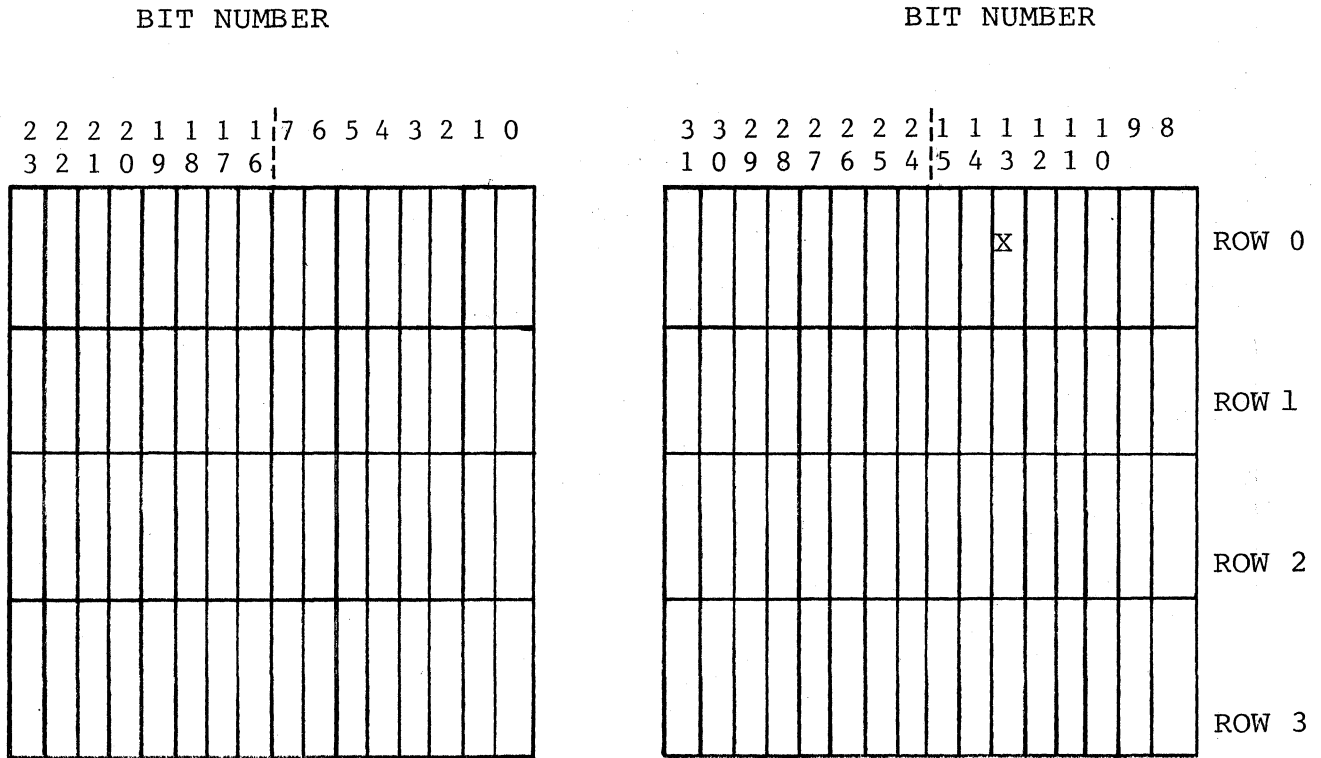 BIT NUMBER
2 2 2 2 1 1 1 1 7 6 5 4 3 2 1 0
3 2 1 0 9 8 7 6
BIT NUMBER
3 3 2 2 2 2 2 2 1 1 1 1 1 1 9 8
1 0 9 8 7 6 5 4 5 4 3 2 1 0
X
ROW 0
ROW 1
ROW 2
ROW 3